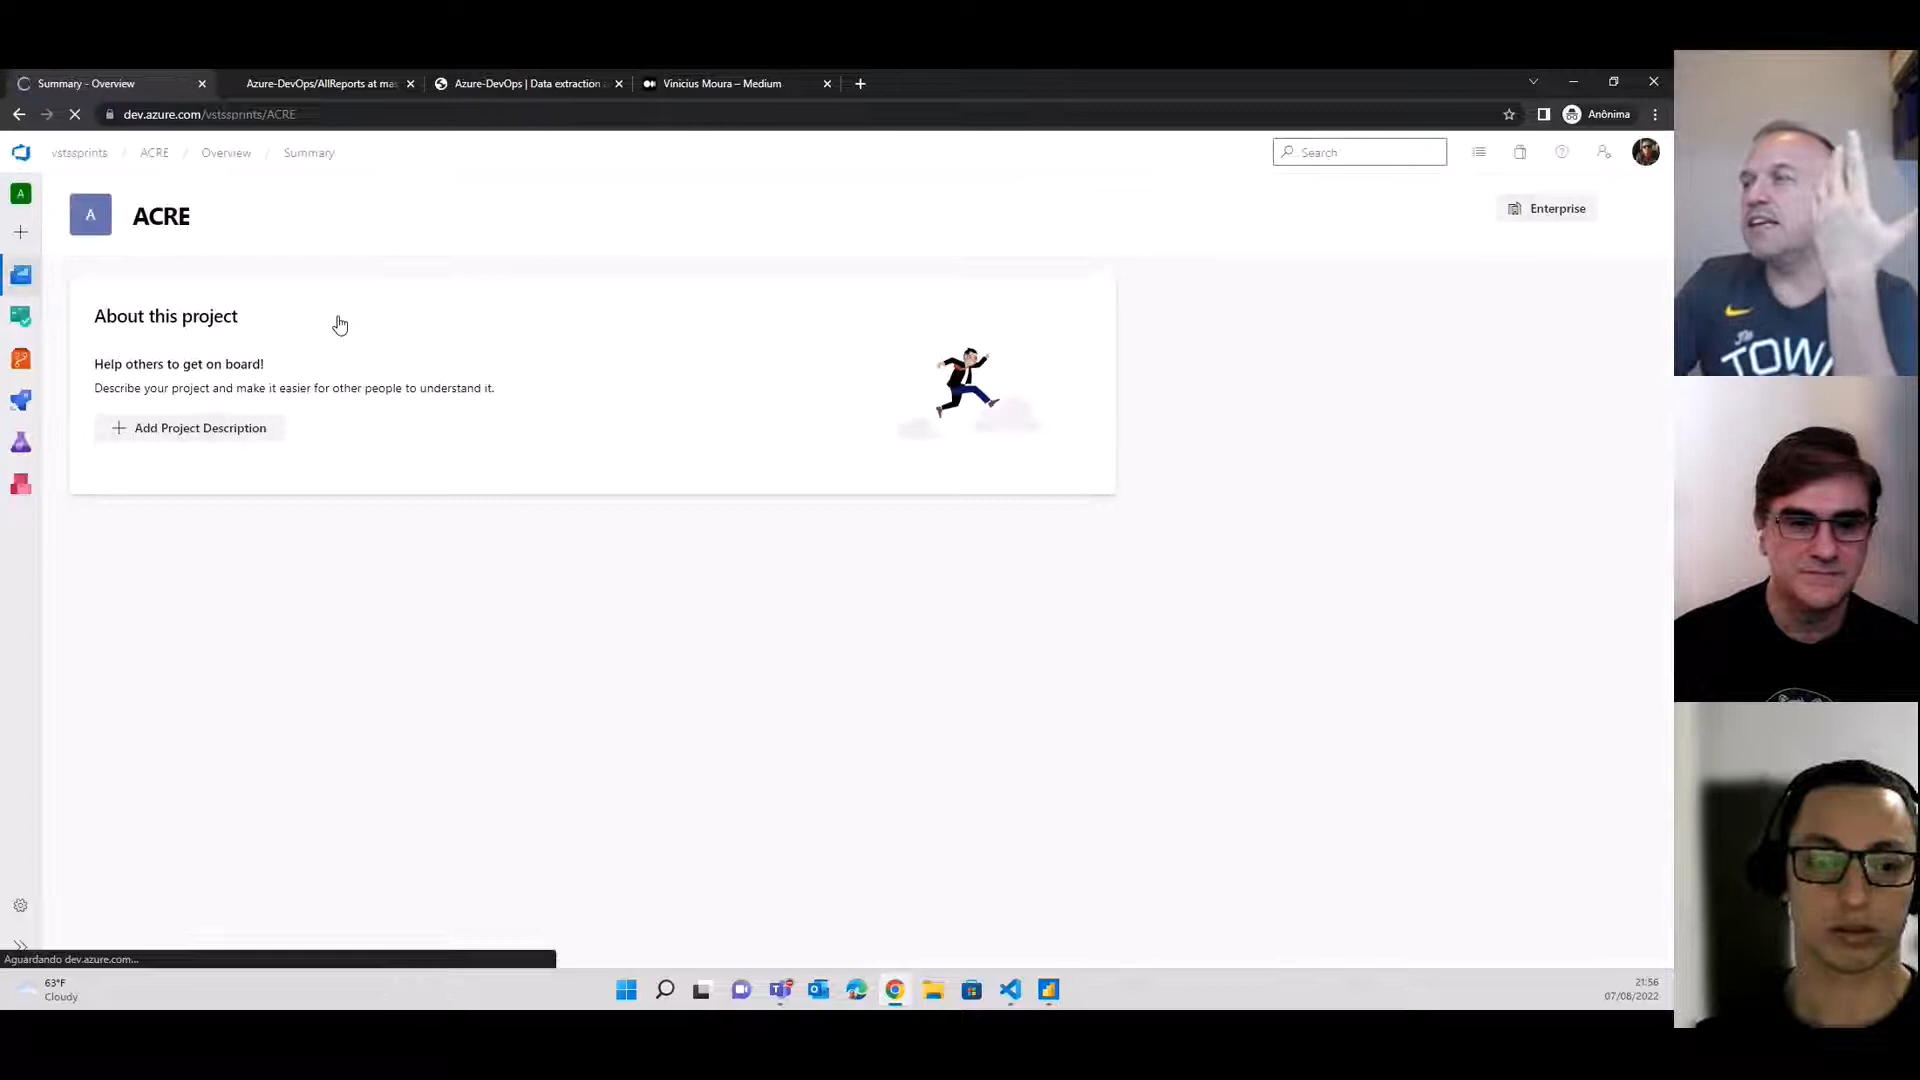 Summary - Overview
Azure-DevOps/AllReports at mas
Azure-DevOps | Data extraction a
Vinicius Moura – Medium
dev.azure.com/vstssprints/ACRE
Anônima
vstssprints / ACRE / Overview / Summary
Search
A
A
ACRE
Enterprise
About this project
Help others to get on board!
Describe your project and make it easier for other people to understand it.
Add Project Description
Aguardando dev.azure.com...
63°F
Cloudy
21:56
07/08/2022
The
TOWN